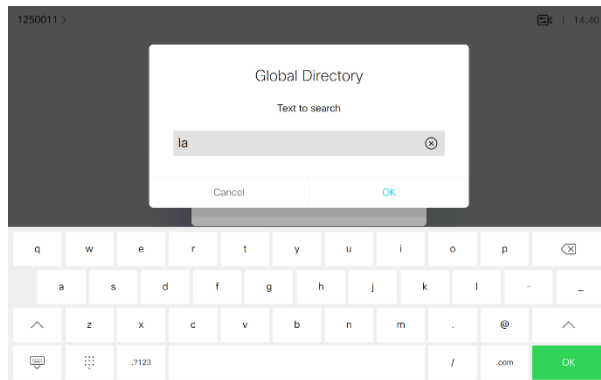 1250011 >
14:40
Global Directory
Text to search
la
Cancel
OK
q w e r t y u i o p
a s d f g h j k l - _
z x c v b n m . @
.?123 / .com OK